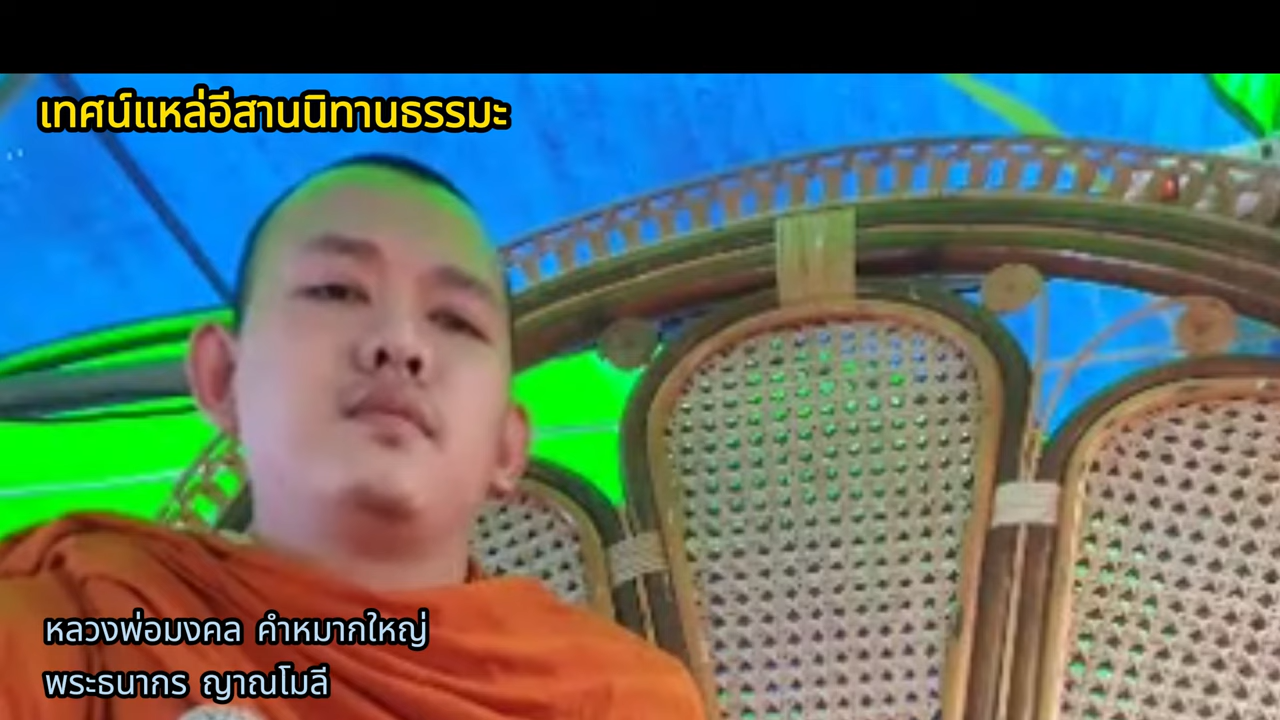 เทศน์แหล่อีสานนิทานธรรมะ
หลวงพ่อมงคล คำหมากใหญ่
พระธนากร ญาณโมลี